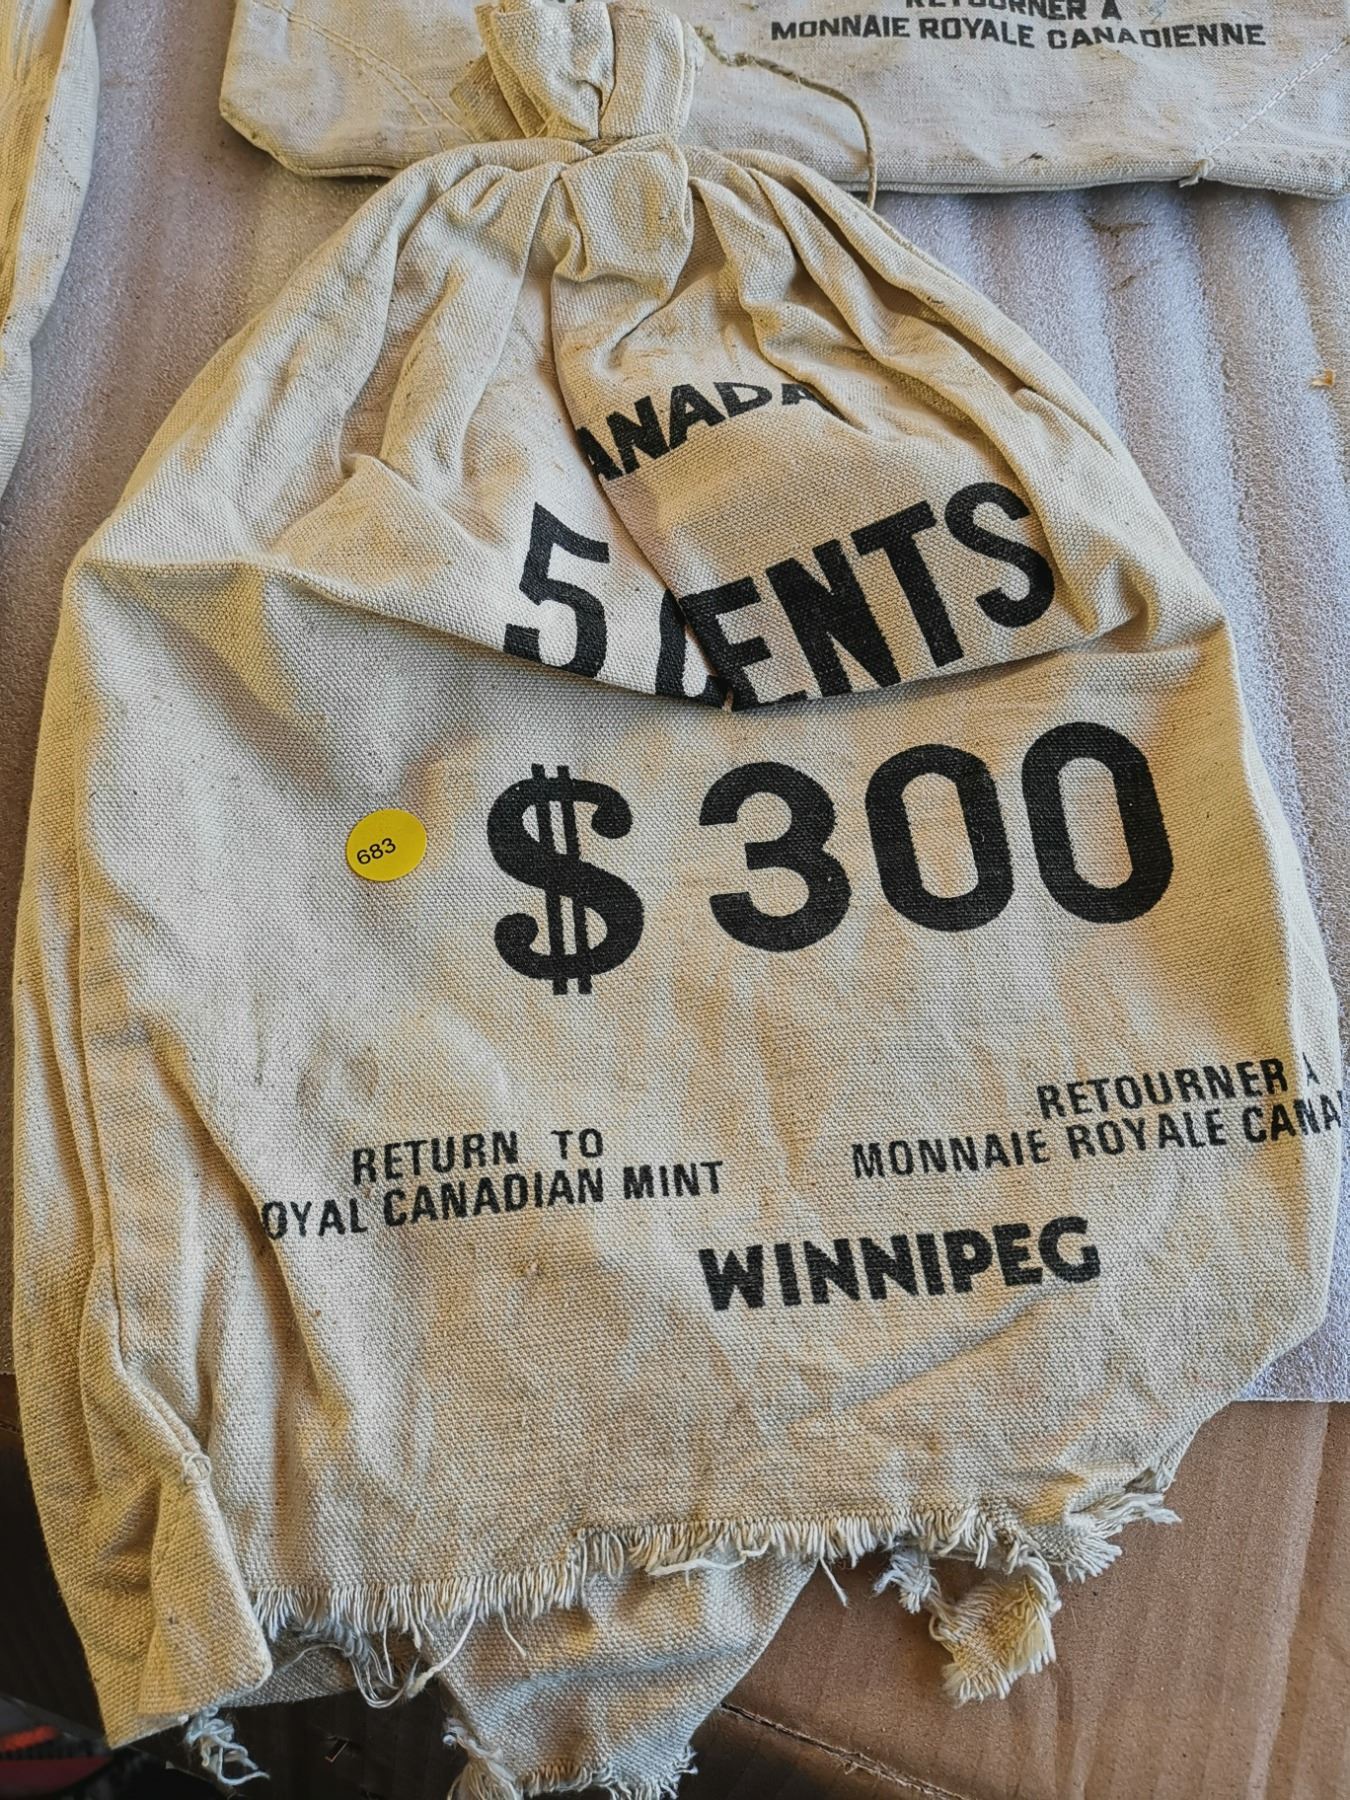 RETOURNER À
MONNAIE ROYALE CANADIENNE
ANADA
5 CENTS
$300
683
RETURN TO
OYAL CANADIAN MINT
RETOURNER À
MONNAIE ROYALE CANA
WINNIPEG